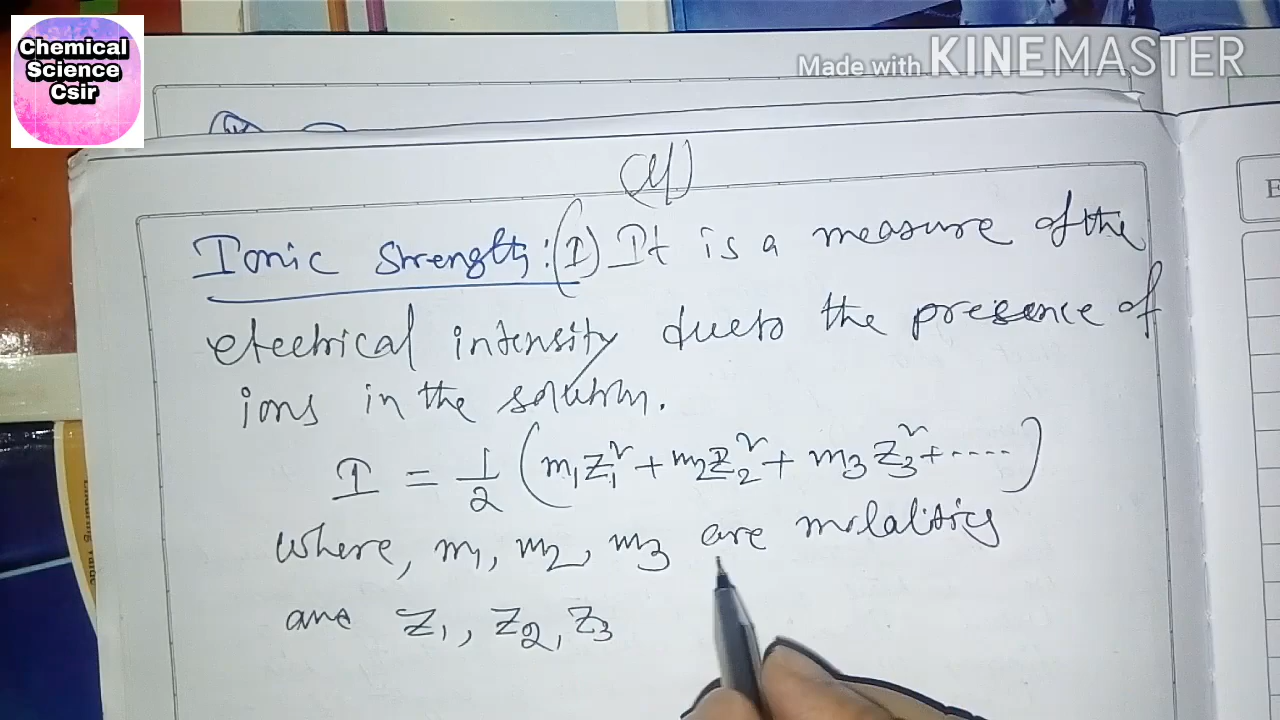 Chemical
Science
Csir
Made with KINEMASTER
Ionic Strength: (I) It is a measure of the
electrical intensity due to the presence of
ions in the solution.
I = 1/2 (m₁z₁² + m₂z₂² + m₃z₃² + ....)
where, m₁, m₂, m₃ are molalities
and z₁, z₂, z₃
E